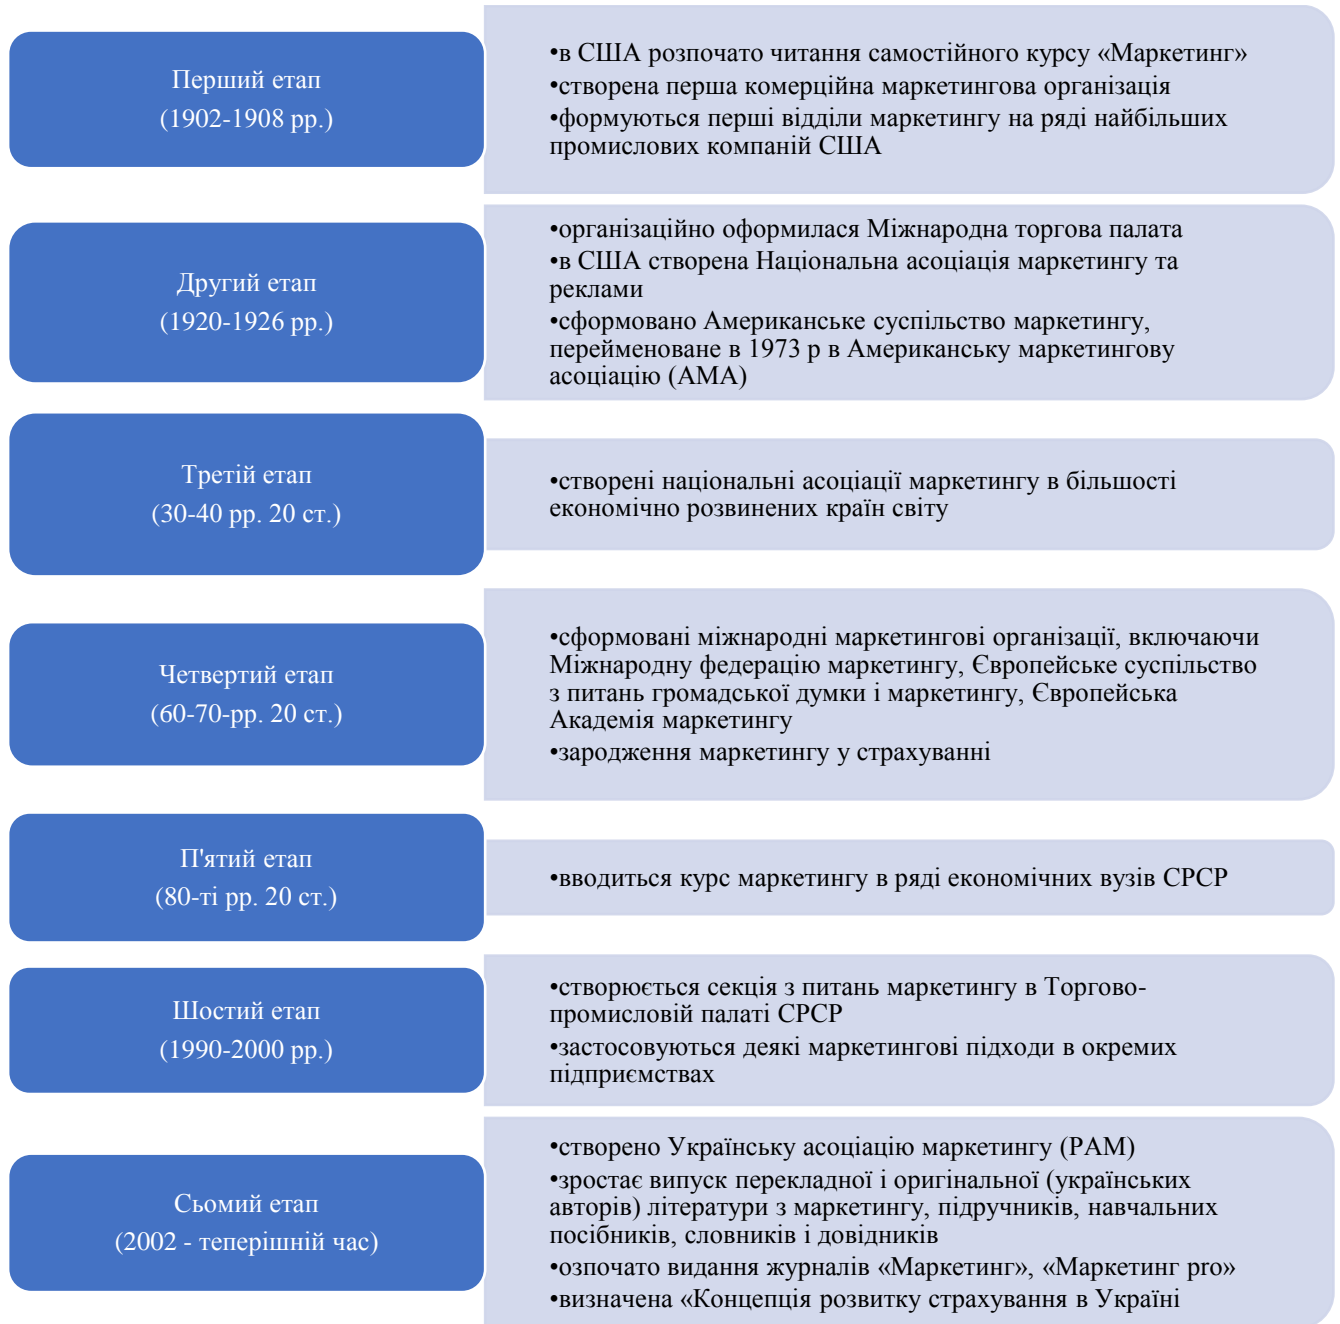 Перший етап
(1902-1908 рр.)
•в США розпочато читання самостійного курсу «Маркетинг»
•створена перша комерційна маркетингова організація
•формуються перші відділи маркетингу на ряді найбільших
промислових компаній США
Другий етап
(1920-1926 рр.)
•організаційно оформилася Міжнародна торгова палата
•в США створена Національна асоціація маркетингу та
реклами
•сформовано Американське суспільство маркетингу,
перейменоване в 1973 р в Американську маркетингову
асоціацію (АМА)
Третій етап
(30-40 рр. 20 ст.)
•створені національні асоціації маркетингу в більшості
економічно розвинених країн світу
Четвертий етап
(60-70-рр. 20 ст.)
•сформовані міжнародні маркетингові організації, включаючи
Міжнародну федерацію маркетингу, Європейське суспільство
з питань громадської думки і маркетингу, Європейська
Академія маркетингу
•зародження маркетингу у страхуванні
П'ятий етап
(80-ті рр. 20 ст.)
•вводиться курс маркетингу в ряді економічних вузів СРСР
Шостий етап
(1990-2000 рр.)
•створюється секція з питань маркетингу в Торгово-
промисловій палаті СРСР
•застосовуються деякі маркетингові підходи в окремих
підприємствах
Сьомий етап
(2002 - теперішній час)
•створено Українську асоціацію маркетингу (РАМ)
•зростає випуск перекладної і оригінальної (українських
авторів) літератури з маркетингу, підручників, навчальних
посібників, словників і довідників
•озпочато видання журналів «Маркетинг», «Маркетинг pro»
•визначена «Концепція розвитку страхування в Україні